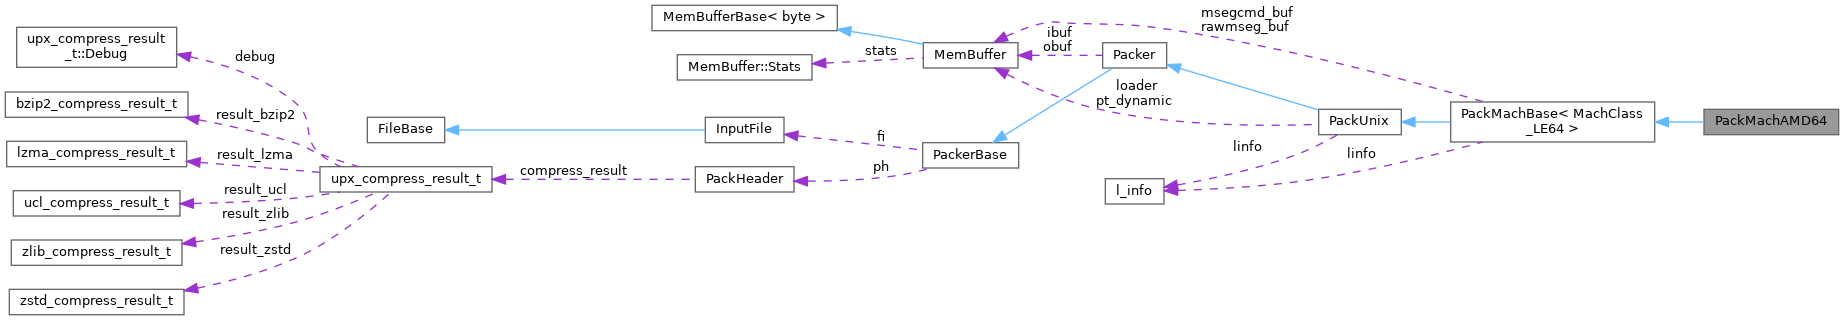 upx_compress_result
_t::Debug
bzip2_compress_result_t
lzma_compress_result_t
ucl_compress_result_t
zlib_compress_result_t
zstd_compress_result_t
debug
result_bzip2
result_lzma
result_ucl
result_zlib
result_zstd
upx_compress_result_t
FileBase
compress_result
MemBufferBase< byte >
MemBuffer::Stats
InputFile
PackHeader
stats
fi
ph
MemBuffer
PackerBase
ibuf
obuf
Packer
loader
pt_dynamic
l_info
msegcmd_buf
rawmseg_buf
linfo
PackUnix
linfo
PackMachBase< MachClass
_LE64 >
PackMachAMD64